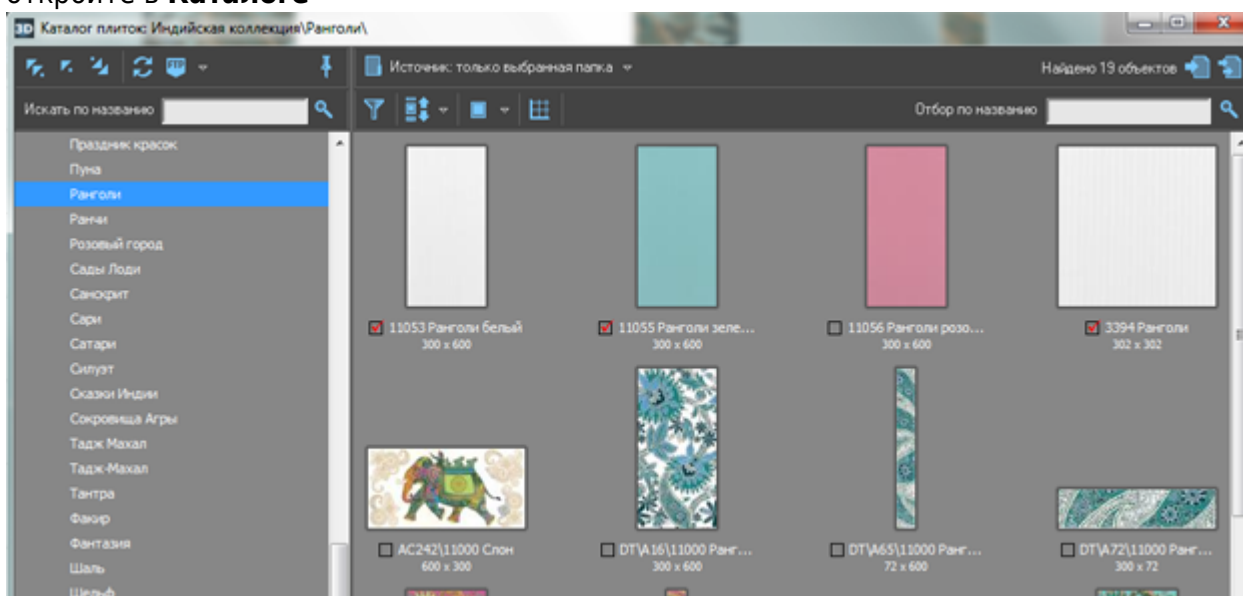 откройте в Каталоге
3D Каталог плиток: Индийская коллекция\Ранголи\
FTP
Источник: только выбранная папка
Найдено 19 объектов
Искать по названию
Отбор по названию
Праздник красок
Пуна
Ранголи
Ранчи
Розовый город
Сады Лоди
Санскрит
Сари
Сатари
Силуэт
Сказки Индии
Сокровища Агры
Тадж Махал
Тадж-Махал
Тантра
Факир
Фантазия
Шаль
Шельф
11053 Ранголи белый
300 x 600
11055 Ранголи зеле...
300 x 600
11056 Ранголи розо...
300 x 600
3394 Ранголи
302 x 302
AC242\11000 Слон
600 x 300
DT\A16\11000 Ранг...
300 x 600
DT\A65\11000 Ранг...
72 x 600
DT\A72\11000 Ранг...
300 x 72